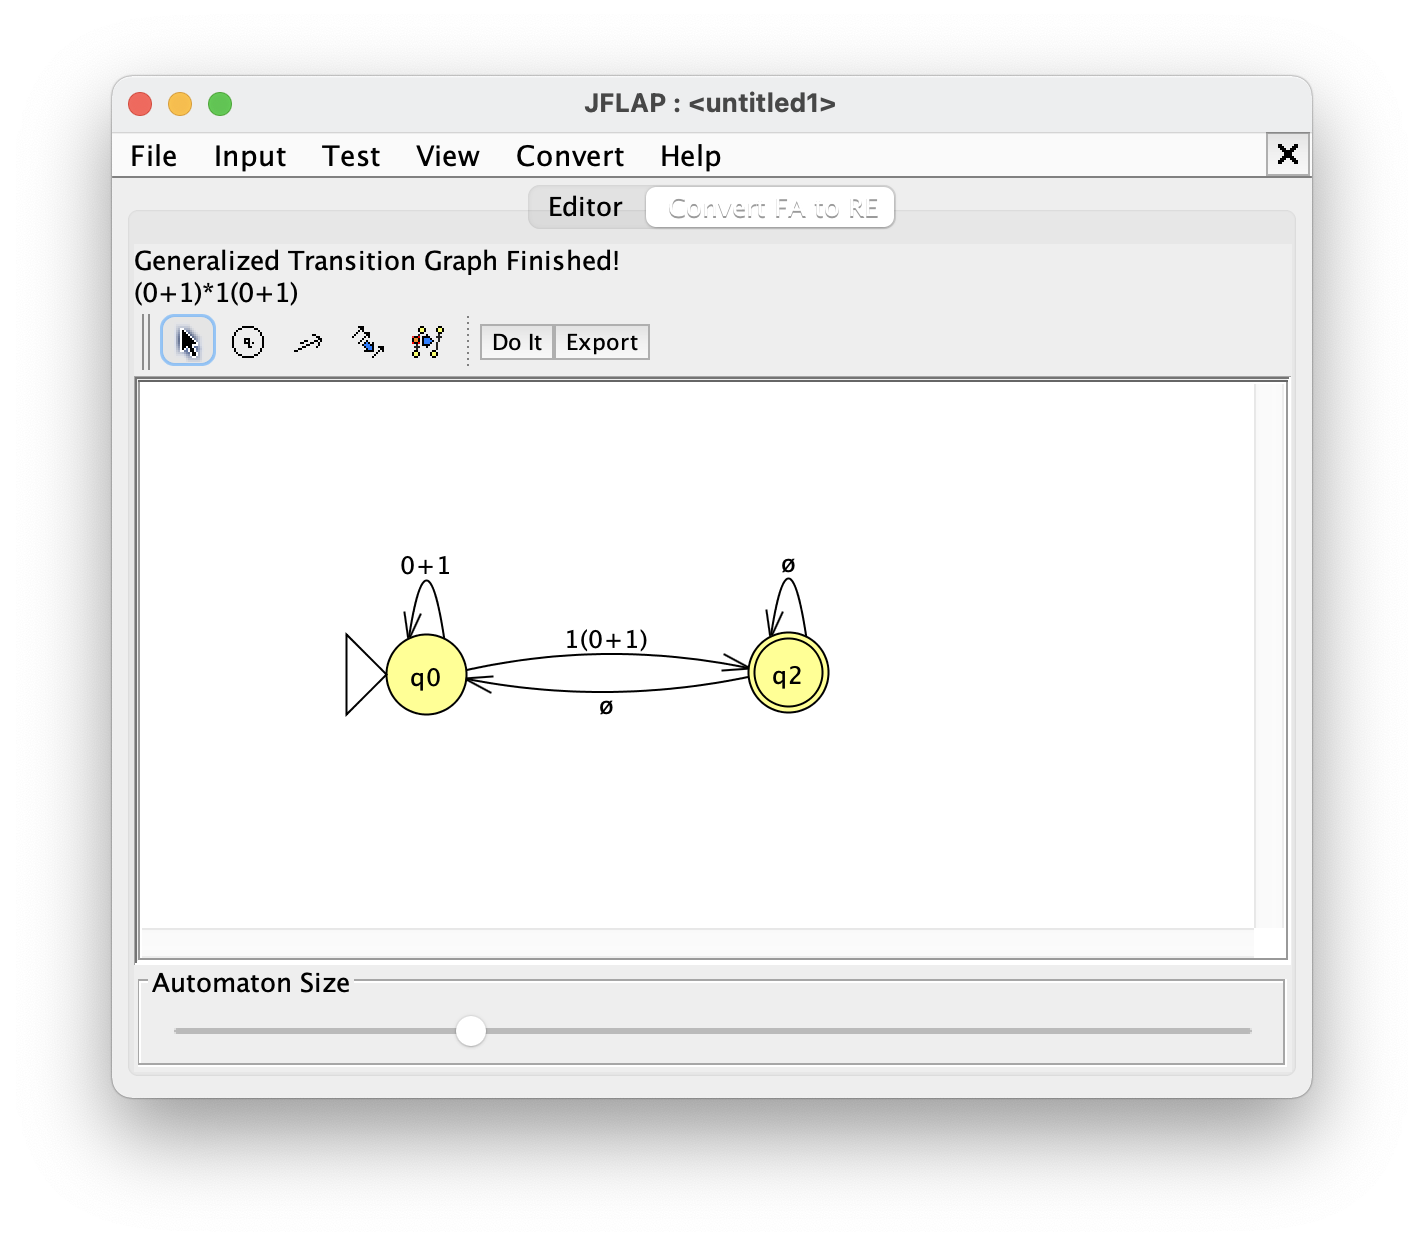 JFLAP : <untitled1>
File Input Test View Convert Help
Editor Convert FA to RE
Generalized Transition Graph Finished!
(0+1)*1(0+1)
q
Do It Export
0+1
ø
1(0+1)
q0
q2
ø
Automaton Size